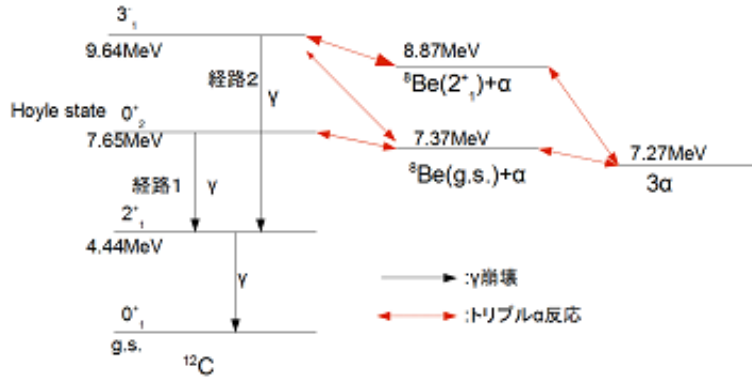 3⁻₁
9.64MeV
経路2
γ
8.87MeV
⁸Be(2⁺₁)+α
Hoyle state 0⁺₂
7.65MeV
7.37MeV
⁸Be(g.s.)+α
7.27MeV
3α
経路1
γ
2⁺₁
4.44MeV
γ
:γ崩壊
:トリプルα反応
0⁺₁
g.s.
¹²C